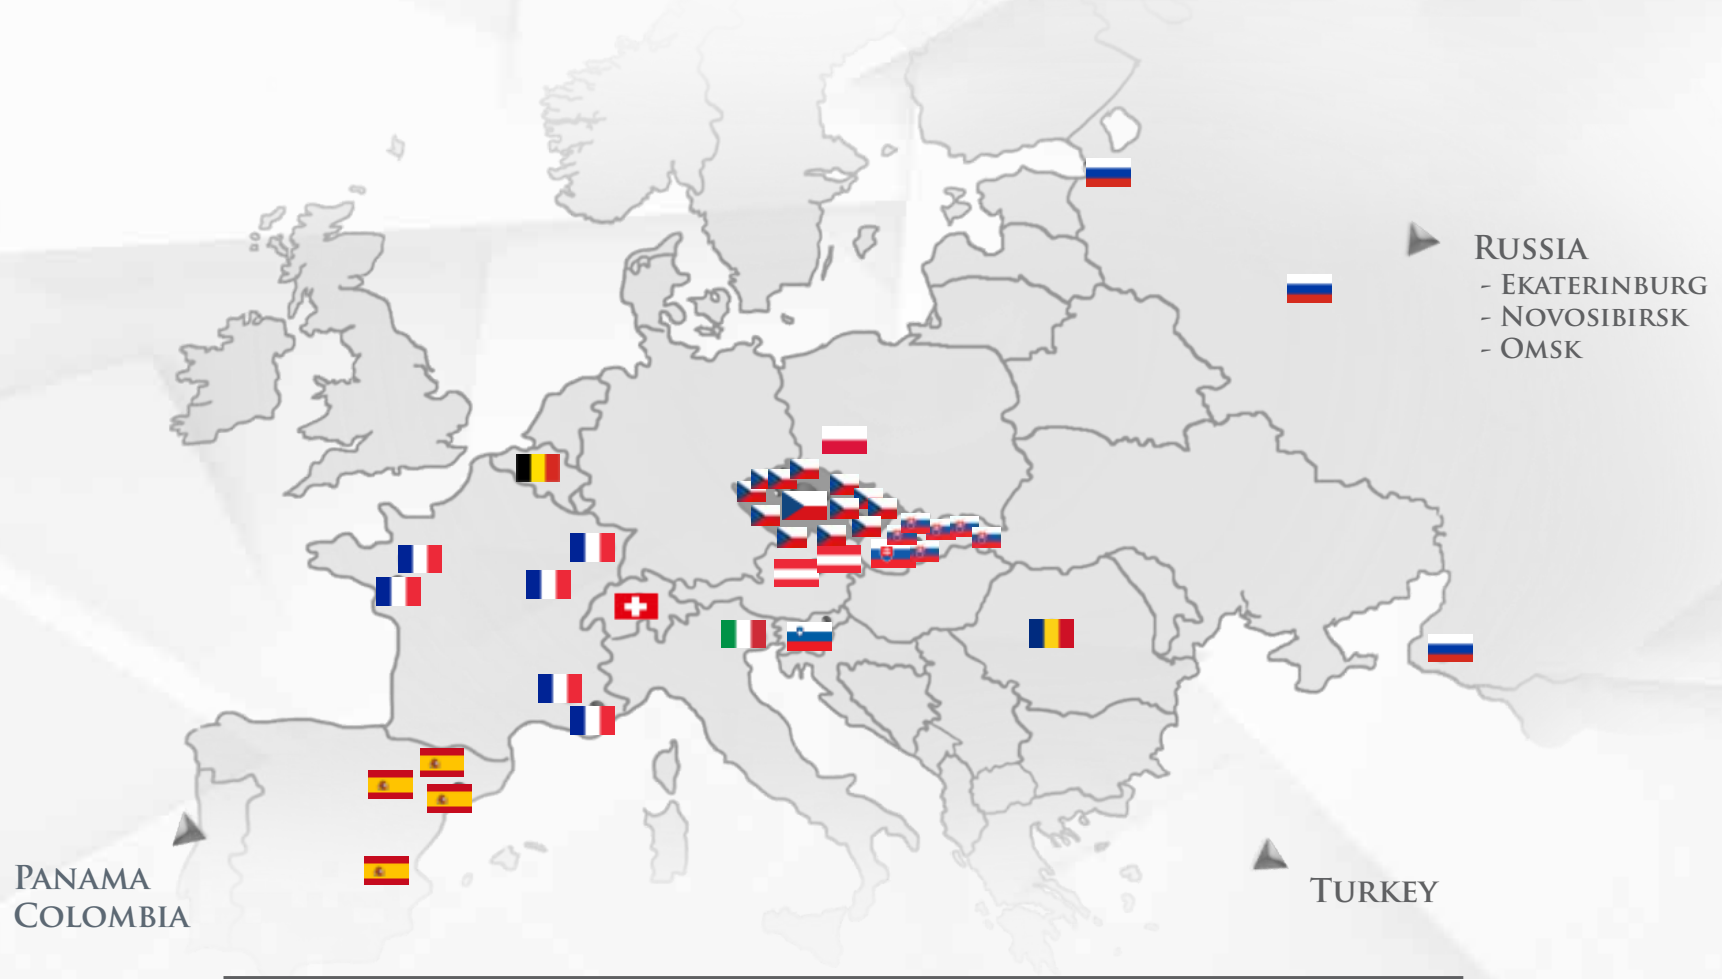 Russia
- Ekaterinburg
- Novosibirsk
- Omsk
Panama
Colombia
Turkey